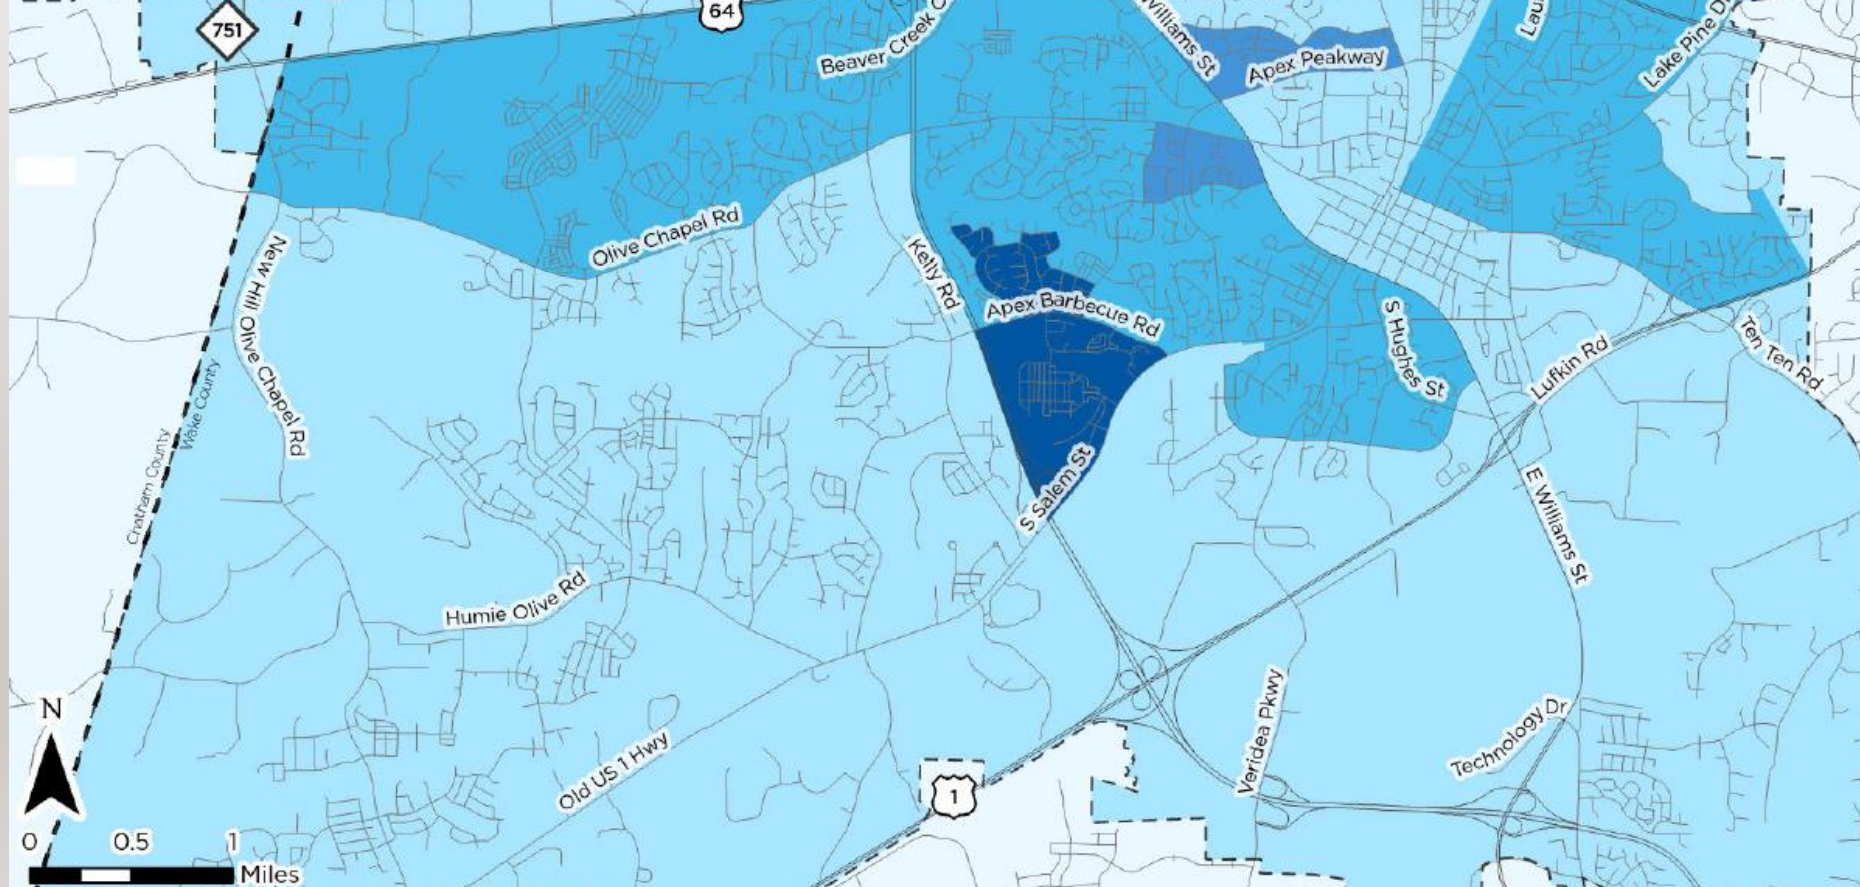 751
64
Beaver Creek C
Williams St
Apex Peakway
Lau
Lake Pine D
Olive Chapel Rd
New Hill Olive Chapel Rd
Kelly Rd
Apex Barbecue Rd
S Hughes St
Lufkin Rd
Ten Ten Rd
Wake County
Chatham County
S Salem St
E Williams St
Humie Olive Rd
N
Old US 1 Hwy
Veridea Pkwy
Technology Dr
1
0 0.5 1
Miles